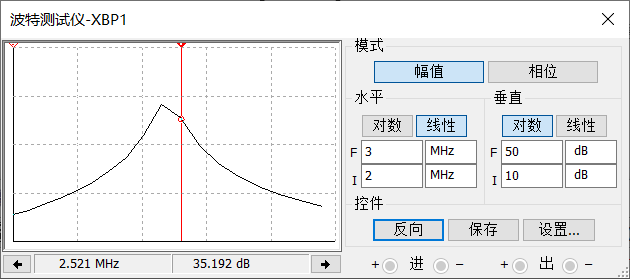 波特测试仪-XBP1
模式
幅值 相位
水平 垂直
对数 线性 对数 线性
F 3 MHz F 50 dB
I 2 MHz I 10 dB
控件
反向 保存 设置...
2.521 MHz 35.192 dB
+ 进 − + 出 −